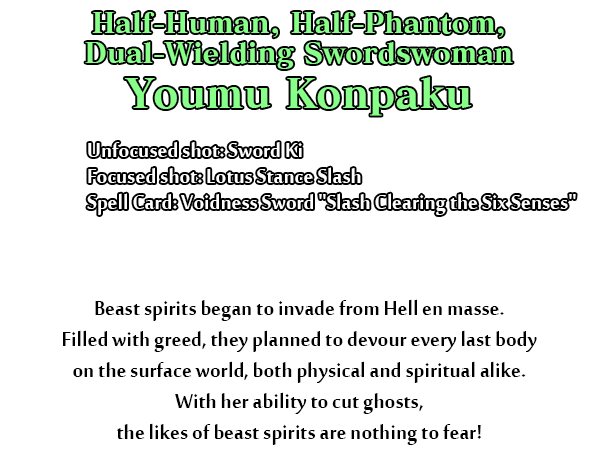 Half-Human, Half-Phantom,
Dual-Wielding Swordswoman
Youmu Konpaku
Unfocused shot: Sword Ki
Focused shot: Lotus Stance Slash
Spell Card: Voidness Sword "Slash Clearing the Six Senses"
Beast spirits began to invade from Hell en masse.
Filled with greed, they planned to devour every last body
on the surface world, both physical and spiritual alike.
With her ability to cut ghosts,
the likes of beast spirits are nothing to fear!